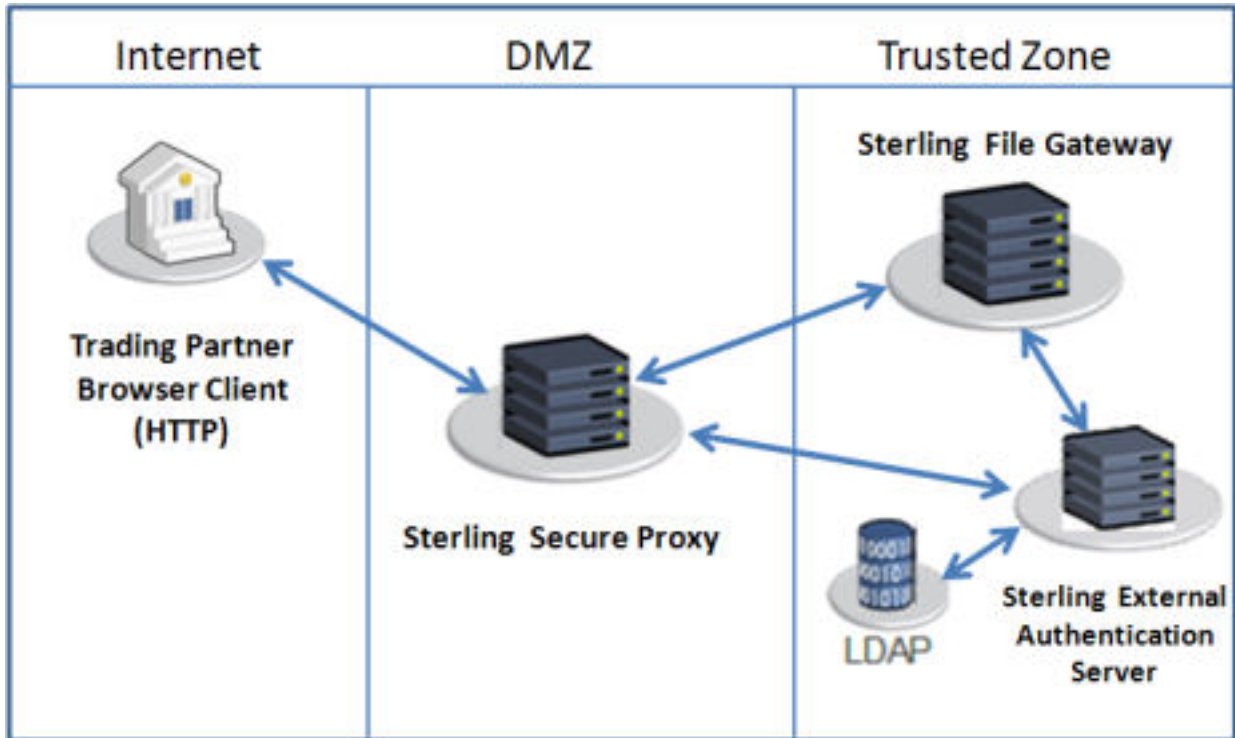 Internet
DMZ
Trusted Zone
Sterling File Gateway
Trading Partner
Browser Client
(HTTP)
Sterling Secure Proxy
LDAP
Sterling External
Authentication
Server